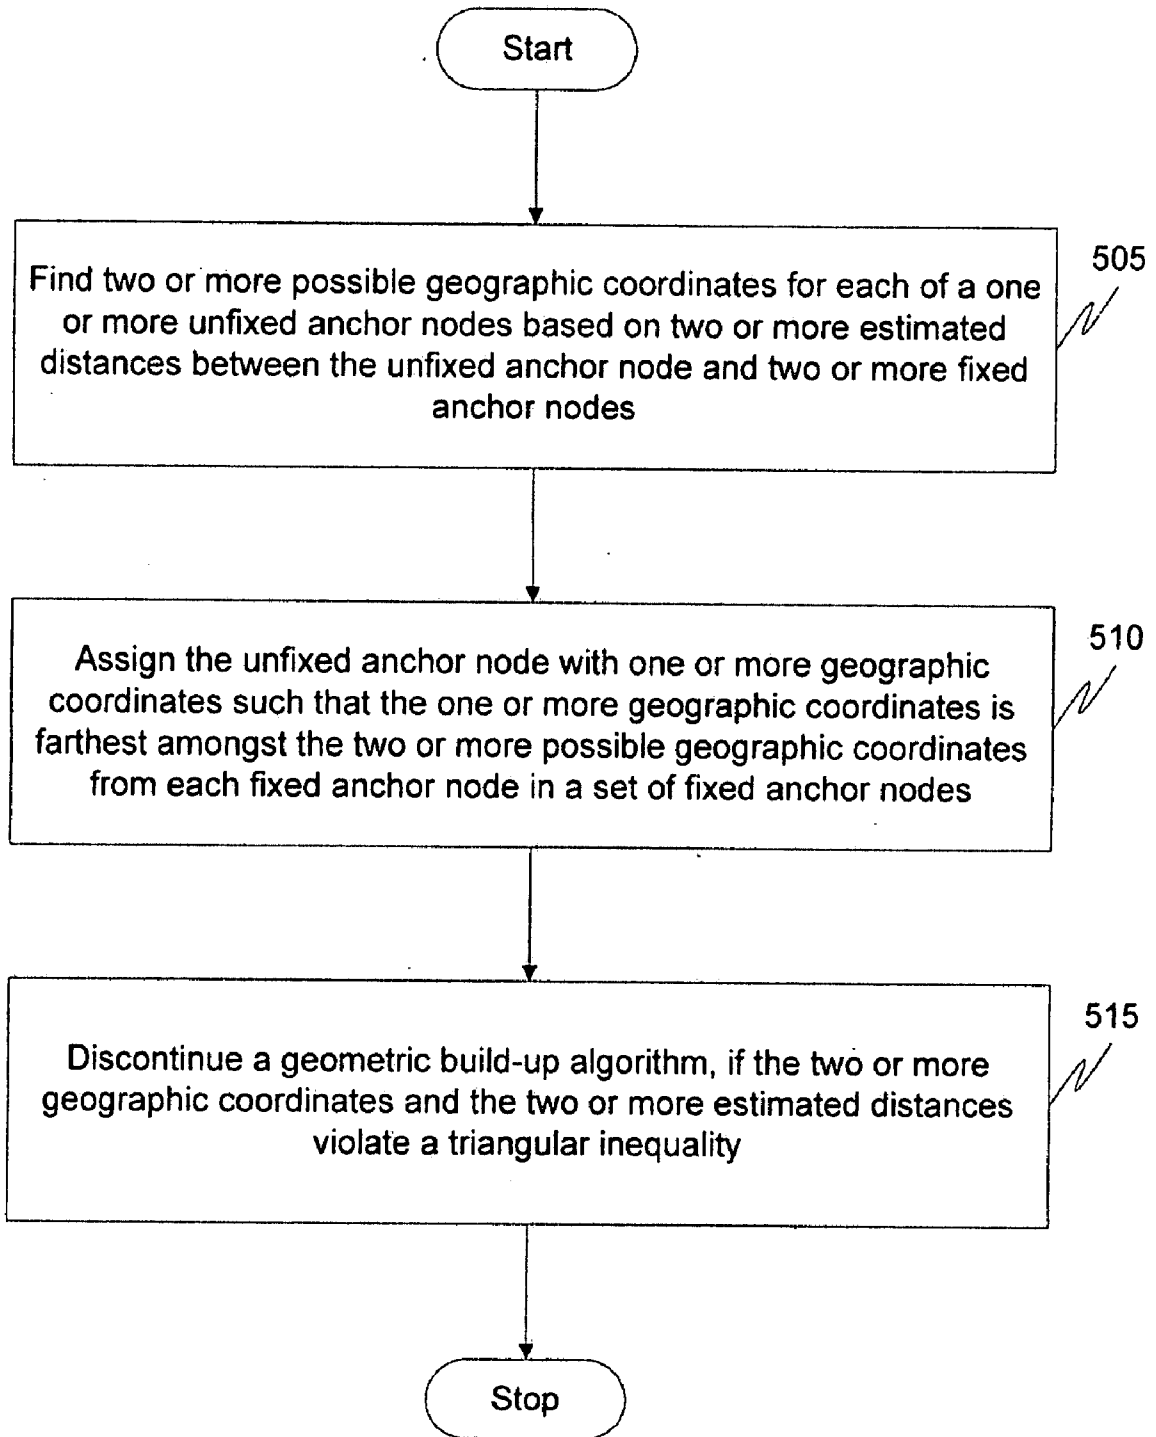 Start
505
Find two or more possible geographic coordinates for each of a one
or more unfixed anchor nodes based on two or more estimated
distances between the unfixed anchor node and two or more fixed
anchor nodes
510
Assign the unfixed anchor node with one or more geographic
coordinates such that the one or more geographic coordinates is
farthest amongst the two or more possible geographic coordinates
from each fixed anchor node in a set of fixed anchor nodes
515
Discontinue a geometric build-up algorithm, if the two or more
geographic coordinates and the two or more estimated distances
violate a triangular inequality
Stop